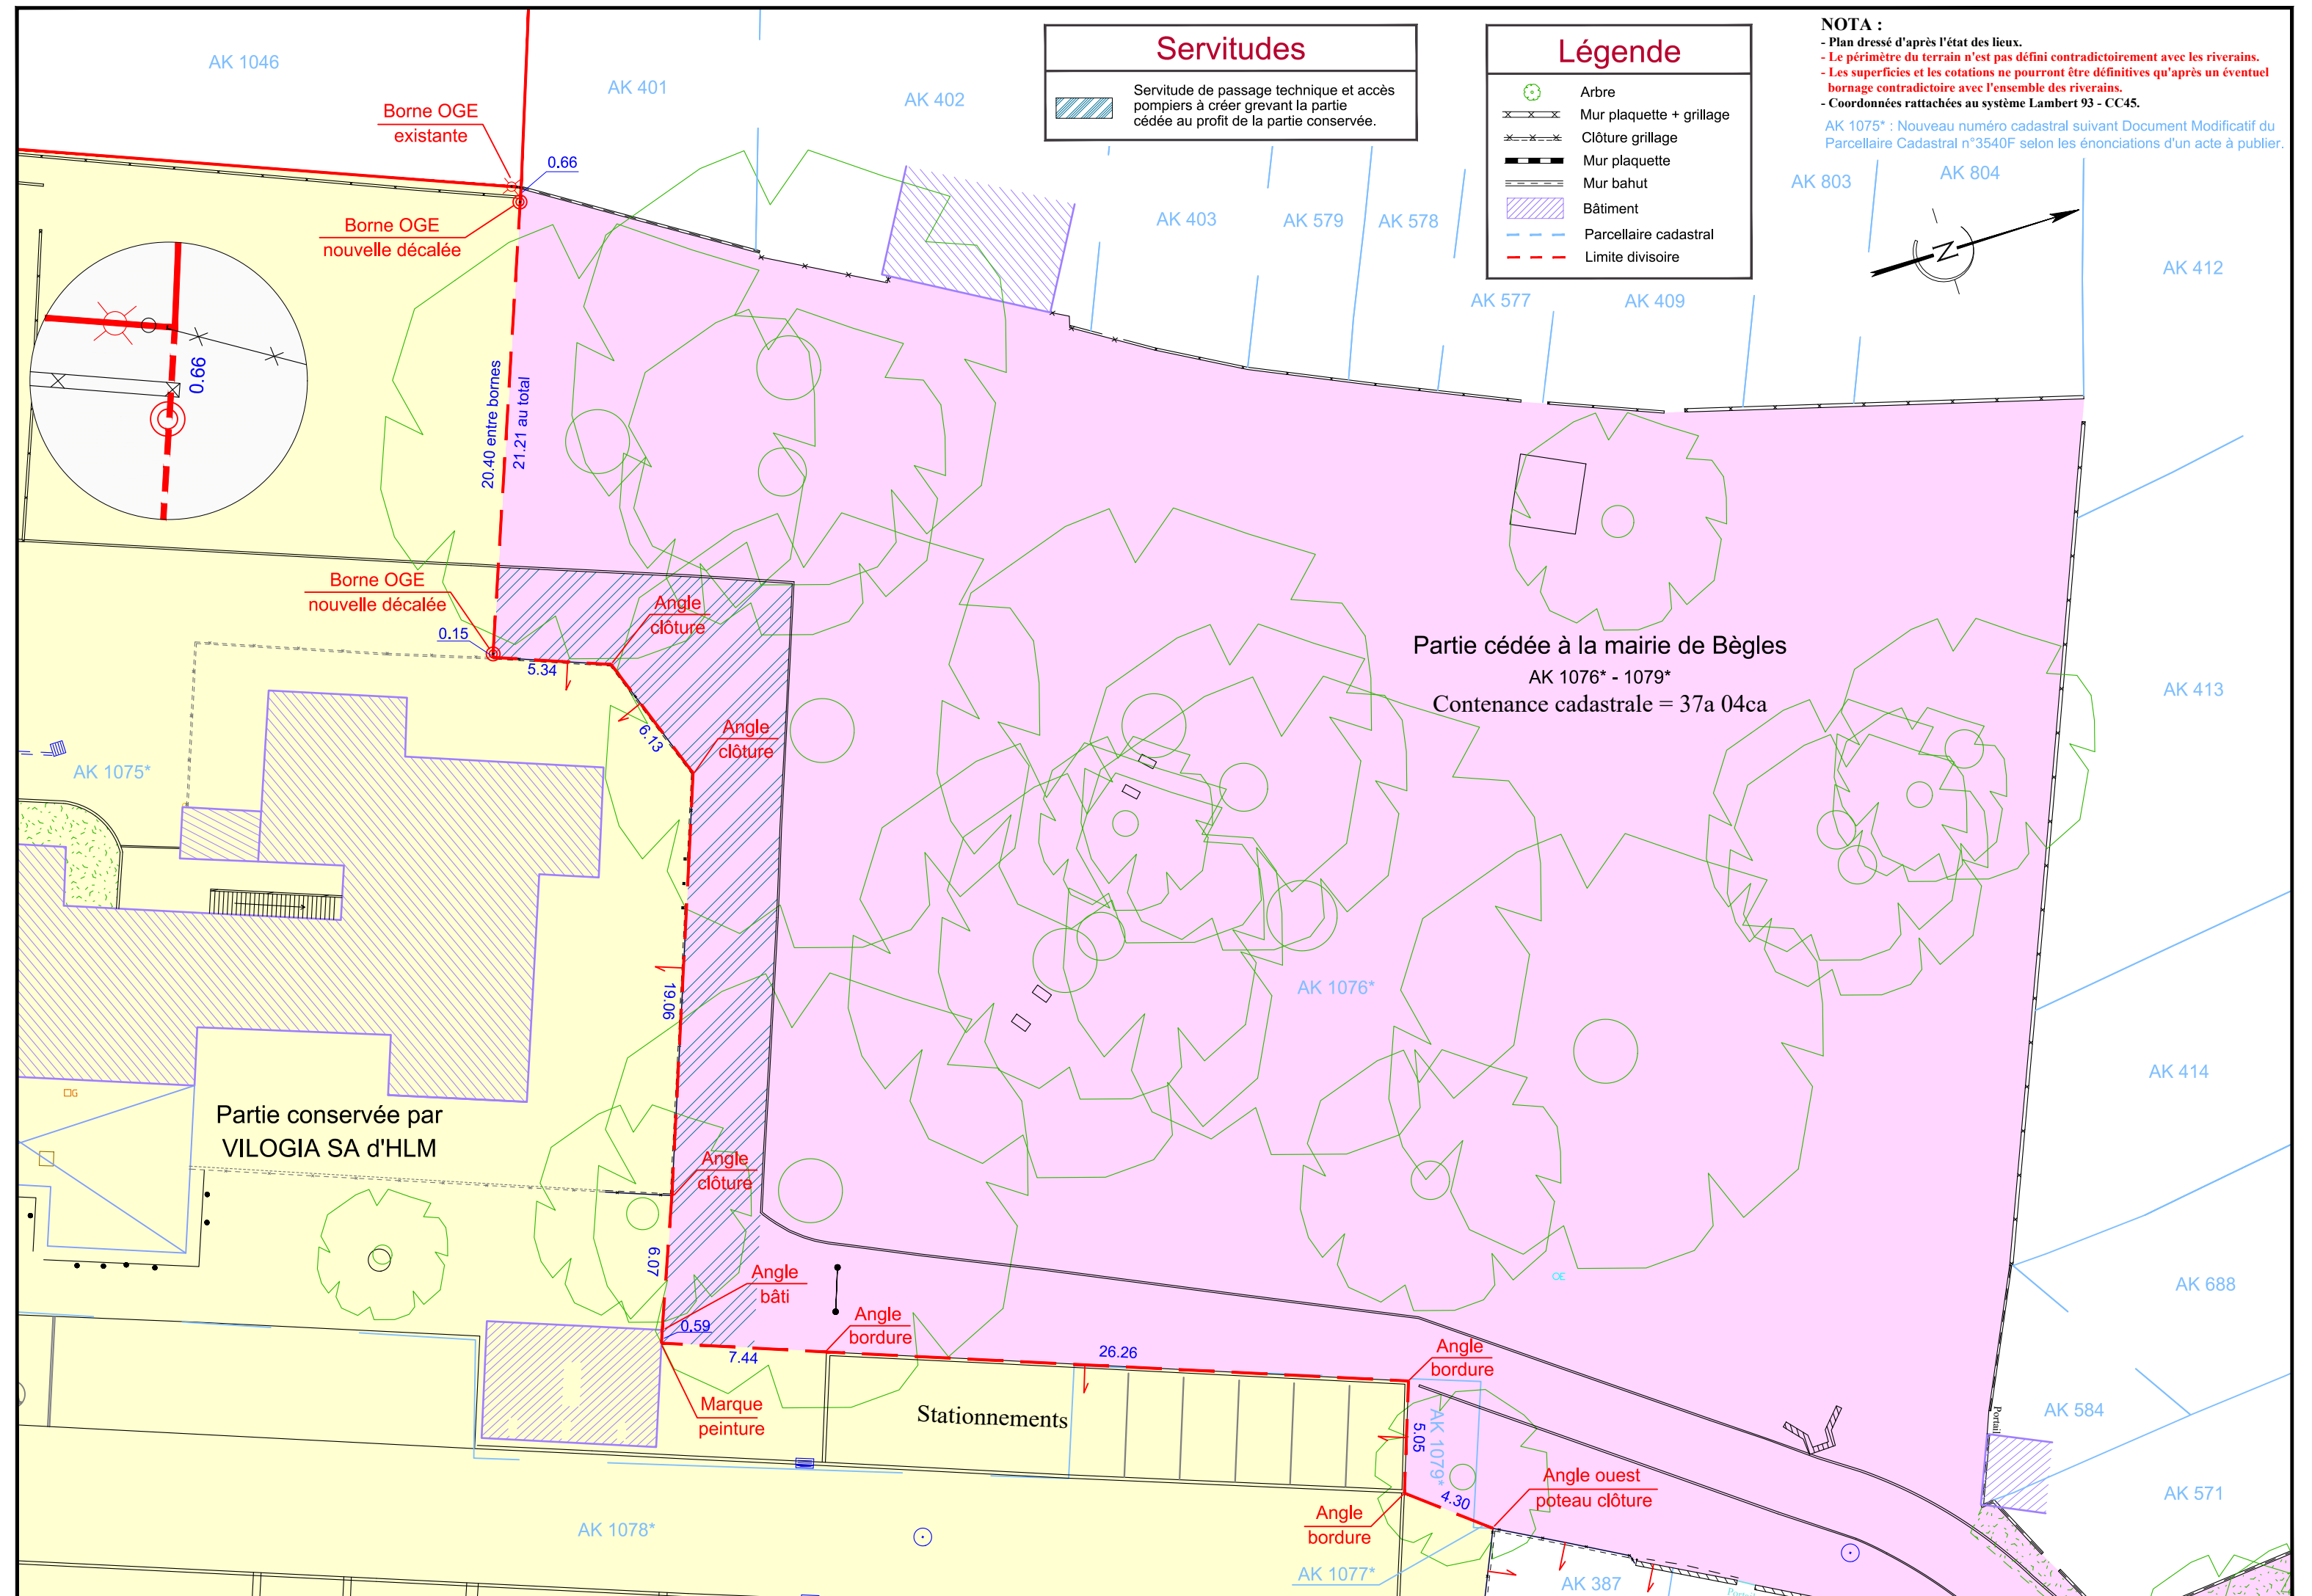 AK 1046
AK 401
AK 402
Servitudes
Servitude de passage technique et accès
pompiers à créer grevant la partie
cédée au profit de la partie conservée.
Légende
Arbre
Mur plaquette + grillage
Clôture grillage
Mur plaquette
Mur bahut
Bâtiment
Parcellaire cadastral
Limite divisoire
NOTA :
- Plan dressé d'après l'état des lieux.
- Le périmètre du terrain n'est pas défini contradictoirement avec les riverains.
- Les superficies et les cotations ne pourront être définitives qu'après un éventuel
bornage contradictoire avec l'ensemble des riverains.
- Coordonnées rattachées au système Lambert 93 - CC45.
AK 1075* : Nouveau numéro cadastral suivant Document Modificatif du
Parcellaire Cadastral n°3540F selon les énonciations d'un acte à publier.
Borne OGE
existante
0.66
Borne OGE
nouvelle décalée
AK 403
AK 579
AK 578
AK 803
AK 804
N
AK 412
AK 577
AK 409
0.66
20.40 entre bornes
21.21 au total
Borne OGE
nouvelle décalée
0.15
5.34
Angle
clôture
6.13
Angle
clôture
Partie cédée à la mairie de Bègles
AK 1076* - 1079*
Contenance cadastrale = 37a 04ca
AK 413
AK 1075*
19.06
AK 1076*
AK 414
G
Partie conservée par
VILOGIA SA d'HLM
Angle
clôture
6.07
Angle
bâti
0.59
7.44
Angle
bordure
26.26
Angle
bordure
OE
AK 688
AK 584
Portail
Marque
peinture
Stationnements
5.05
AK 1079*
4.30
Angle ouest
poteau clôture
AK 571
Angle
bordure
AK 1078*
AK 1077*
AK 387